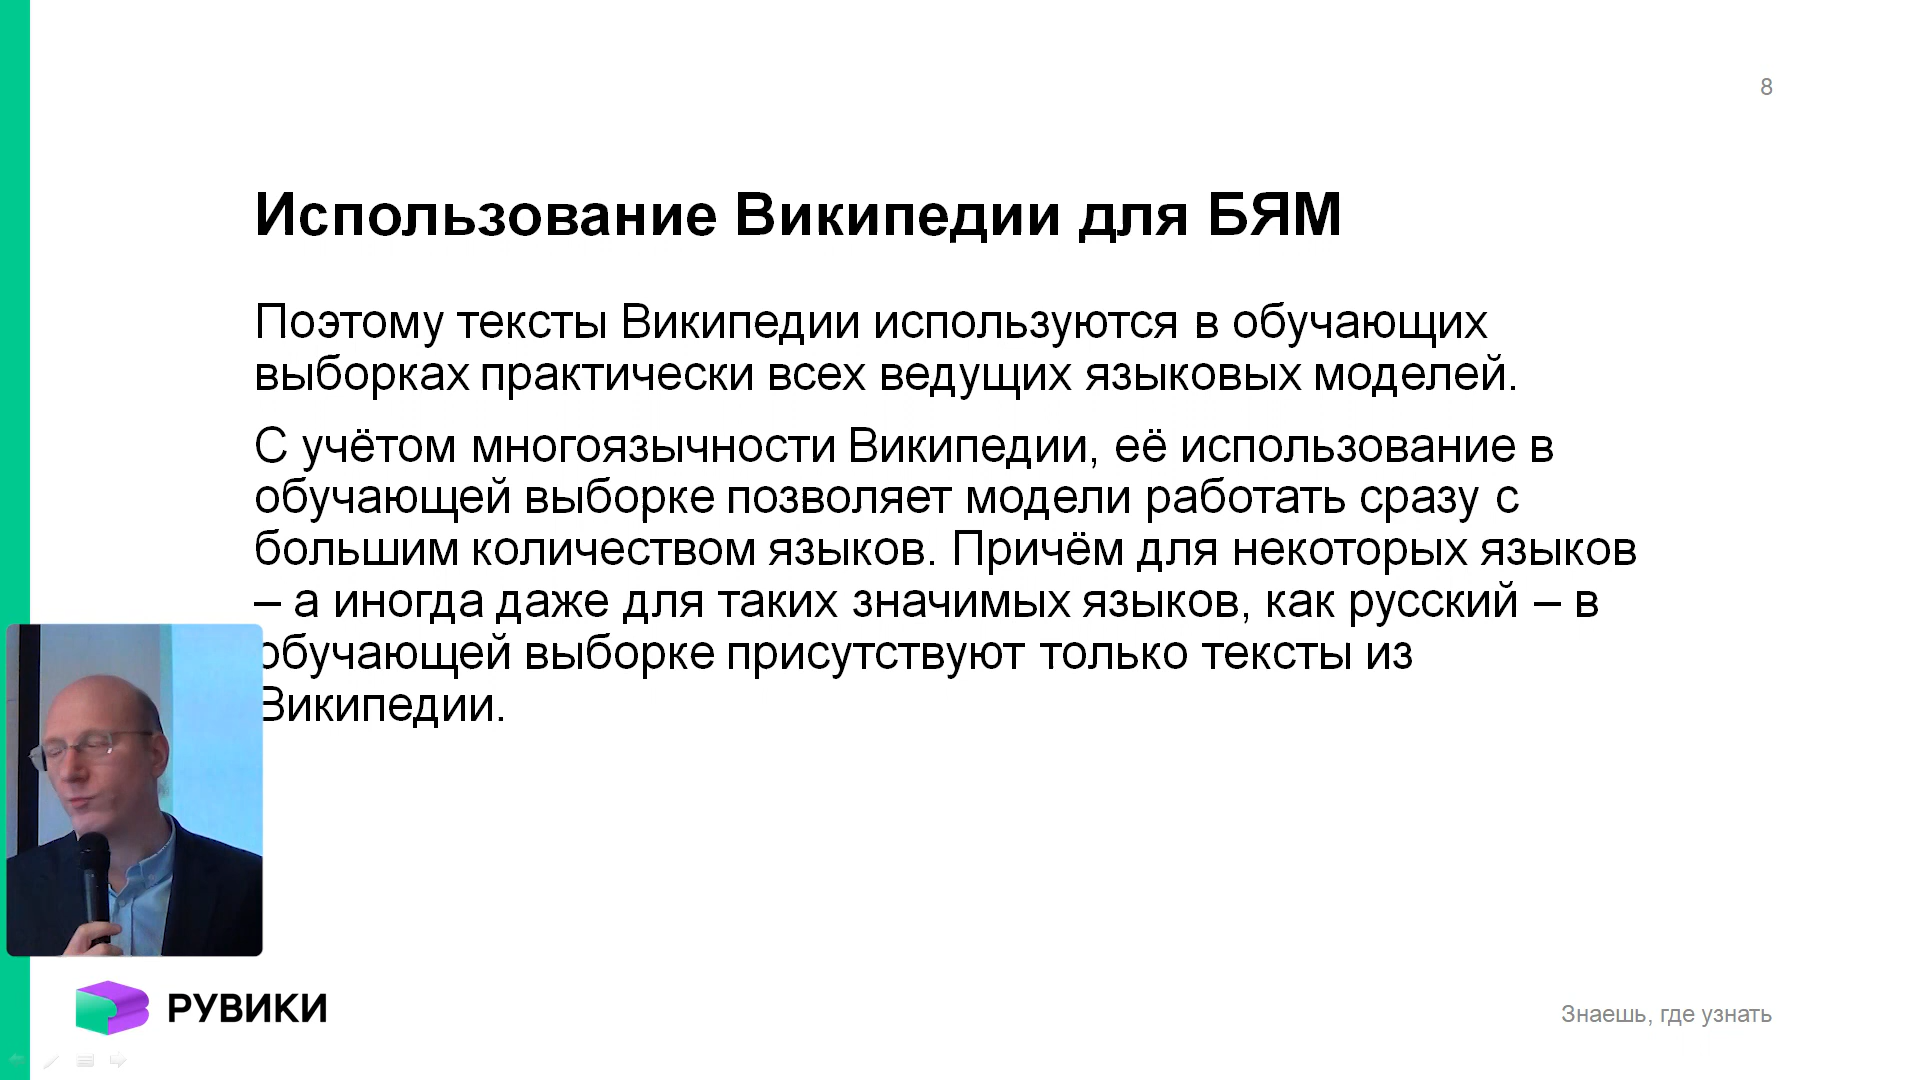 8
Использование Википедии для БЯМ
Поэтому тексты Википедии используются в обучающих
выборках практически всех ведущих языковых моделей.
С учётом многоязычности Википедии, её использование в
обучающей выборке позволяет модели работать сразу с
большим количеством языков. Причём для некоторых языков
– а иногда даже для таких значимых языков, как русский – в
обучающей выборке присутствуют только тексты из
Википедии.
РУВИКИ
Знаешь, где узнать